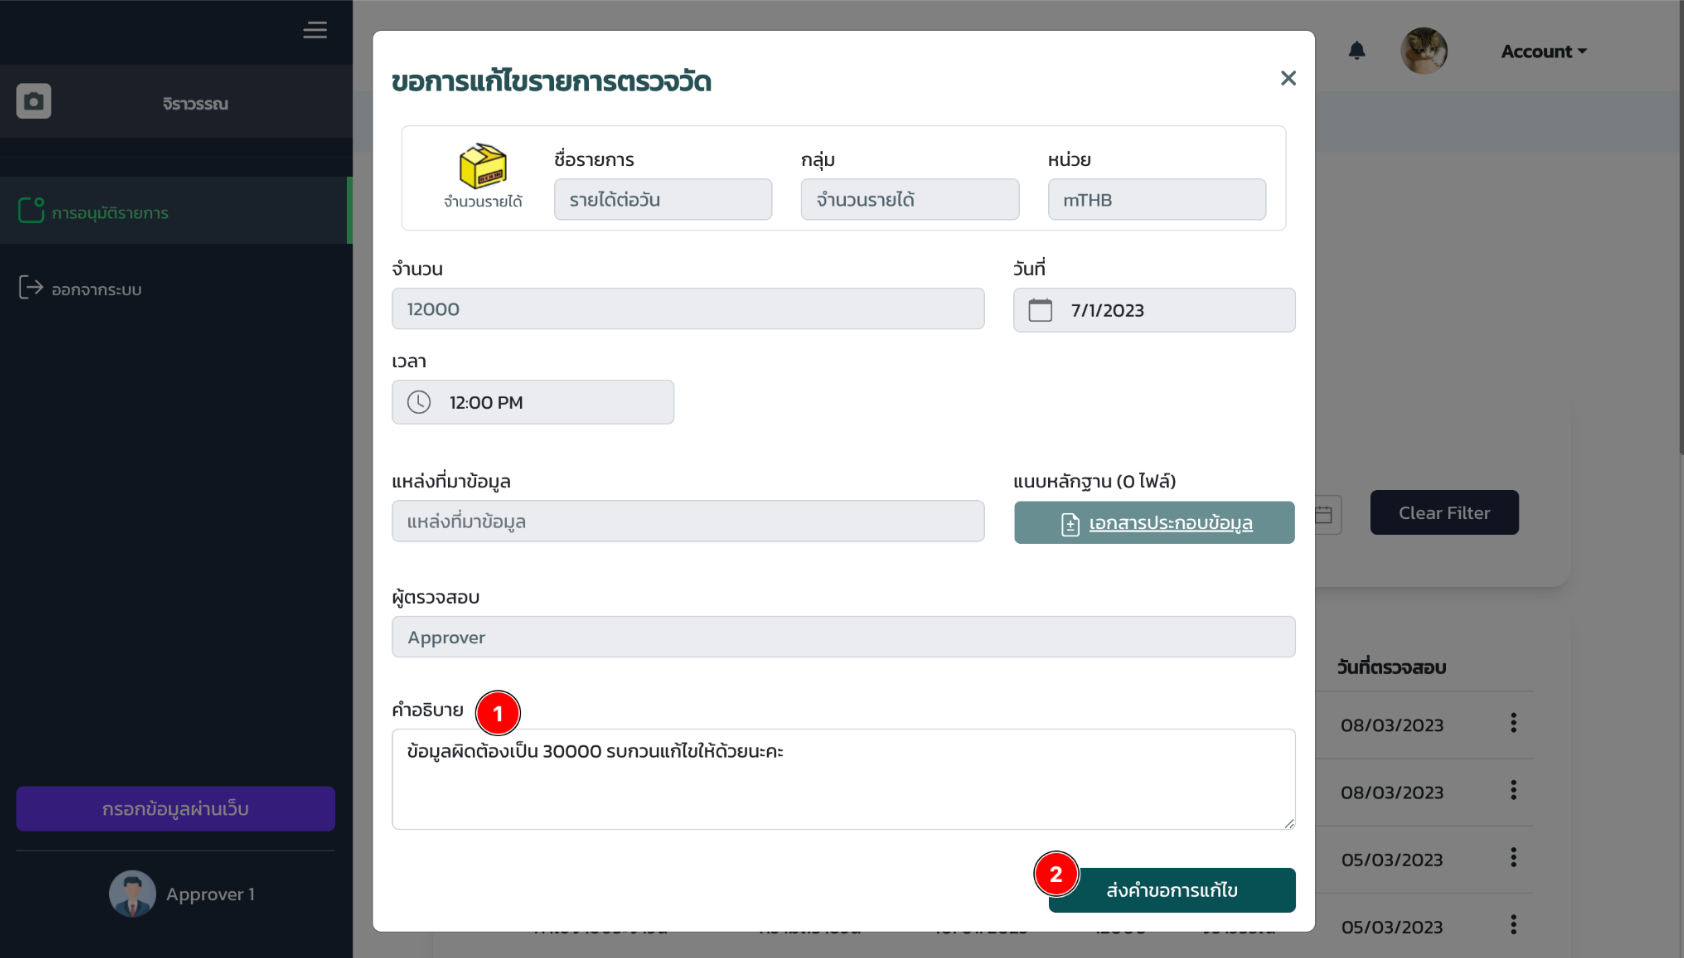 จิราวรรณ
การอนุมัติรายการ
ออกจากระบบ
กรอกข้อมูลผ่านเว็บ
Approver 1
Account
ขอการแก้ไขรายการตรวจวัด
จำนวนรายได้
ชื่อรายการ
กลุ่ม
หน่วย
รายได้ต่อวัน
จำนวนรายได้
mTHB
จำนวน
วันที่
12000
7/1/2023
เวลา
12:00 PM
แหล่งที่มาข้อมูล
แนบหลักฐาน (0 ไฟล์)
แหล่งที่มาข้อมูล
เอกสารประกอบข้อมูล
Clear Filter
ผู้ตรวจสอบ
Approver
คำอธิบาย
1
ข้อมูลผิดต้องเป็น 30000 รบกวนแก้ไขให้ด้วยนะคะ
2
ส่งคำขอการแก้ไข
วันที่ตรวจสอบ
08/03/2023
08/03/2023
05/03/2023
05/03/2023